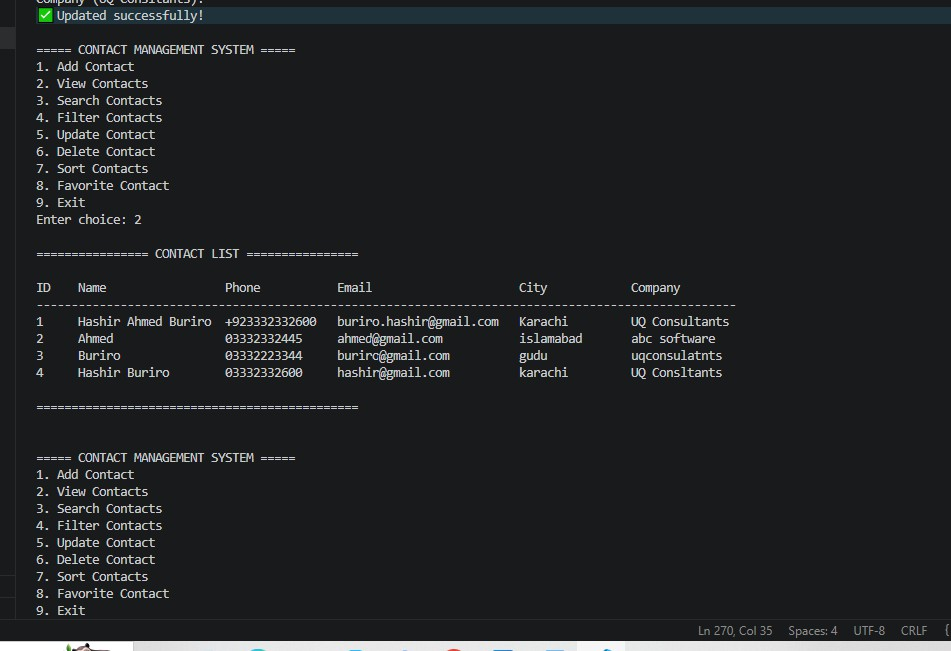 Company (UQ Consltants):
✅ Updated successfully!
===== CONTACT MANAGEMENT SYSTEM =====
1. Add Contact
2. View Contacts
3. Search Contacts
4. Filter Contacts
5. Update Contact
6. Delete Contact
7. Sort Contacts
8. Favorite Contact
9. Exit
Enter choice: 2
================ CONTACT LIST ================
ID Name Phone Email City Company
----------------------------------------------------------------------------------------------------
1 Hashir Ahmed Buriro +923332332600 buriro.hashir@gmail.com Karachi UQ Consultants
2 Ahmed 03332332445 ahmed@gmail.com islamabad abc software
3 Buriro 03332223344 buriro@gmail.com gudu uqconsulatnts
4 Hashir Buriro 03332332600 hashir@gmail.com karachi UQ Consltants
==============================================
===== CONTACT MANAGEMENT SYSTEM =====
1. Add Contact
2. View Contacts
3. Search Contacts
4. Filter Contacts
5. Update Contact
6. Delete Contact
7. Sort Contacts
8. Favorite Contact
9. Exit
Ln 270, Col 35 Spaces: 4 UTF-8 CRLF {